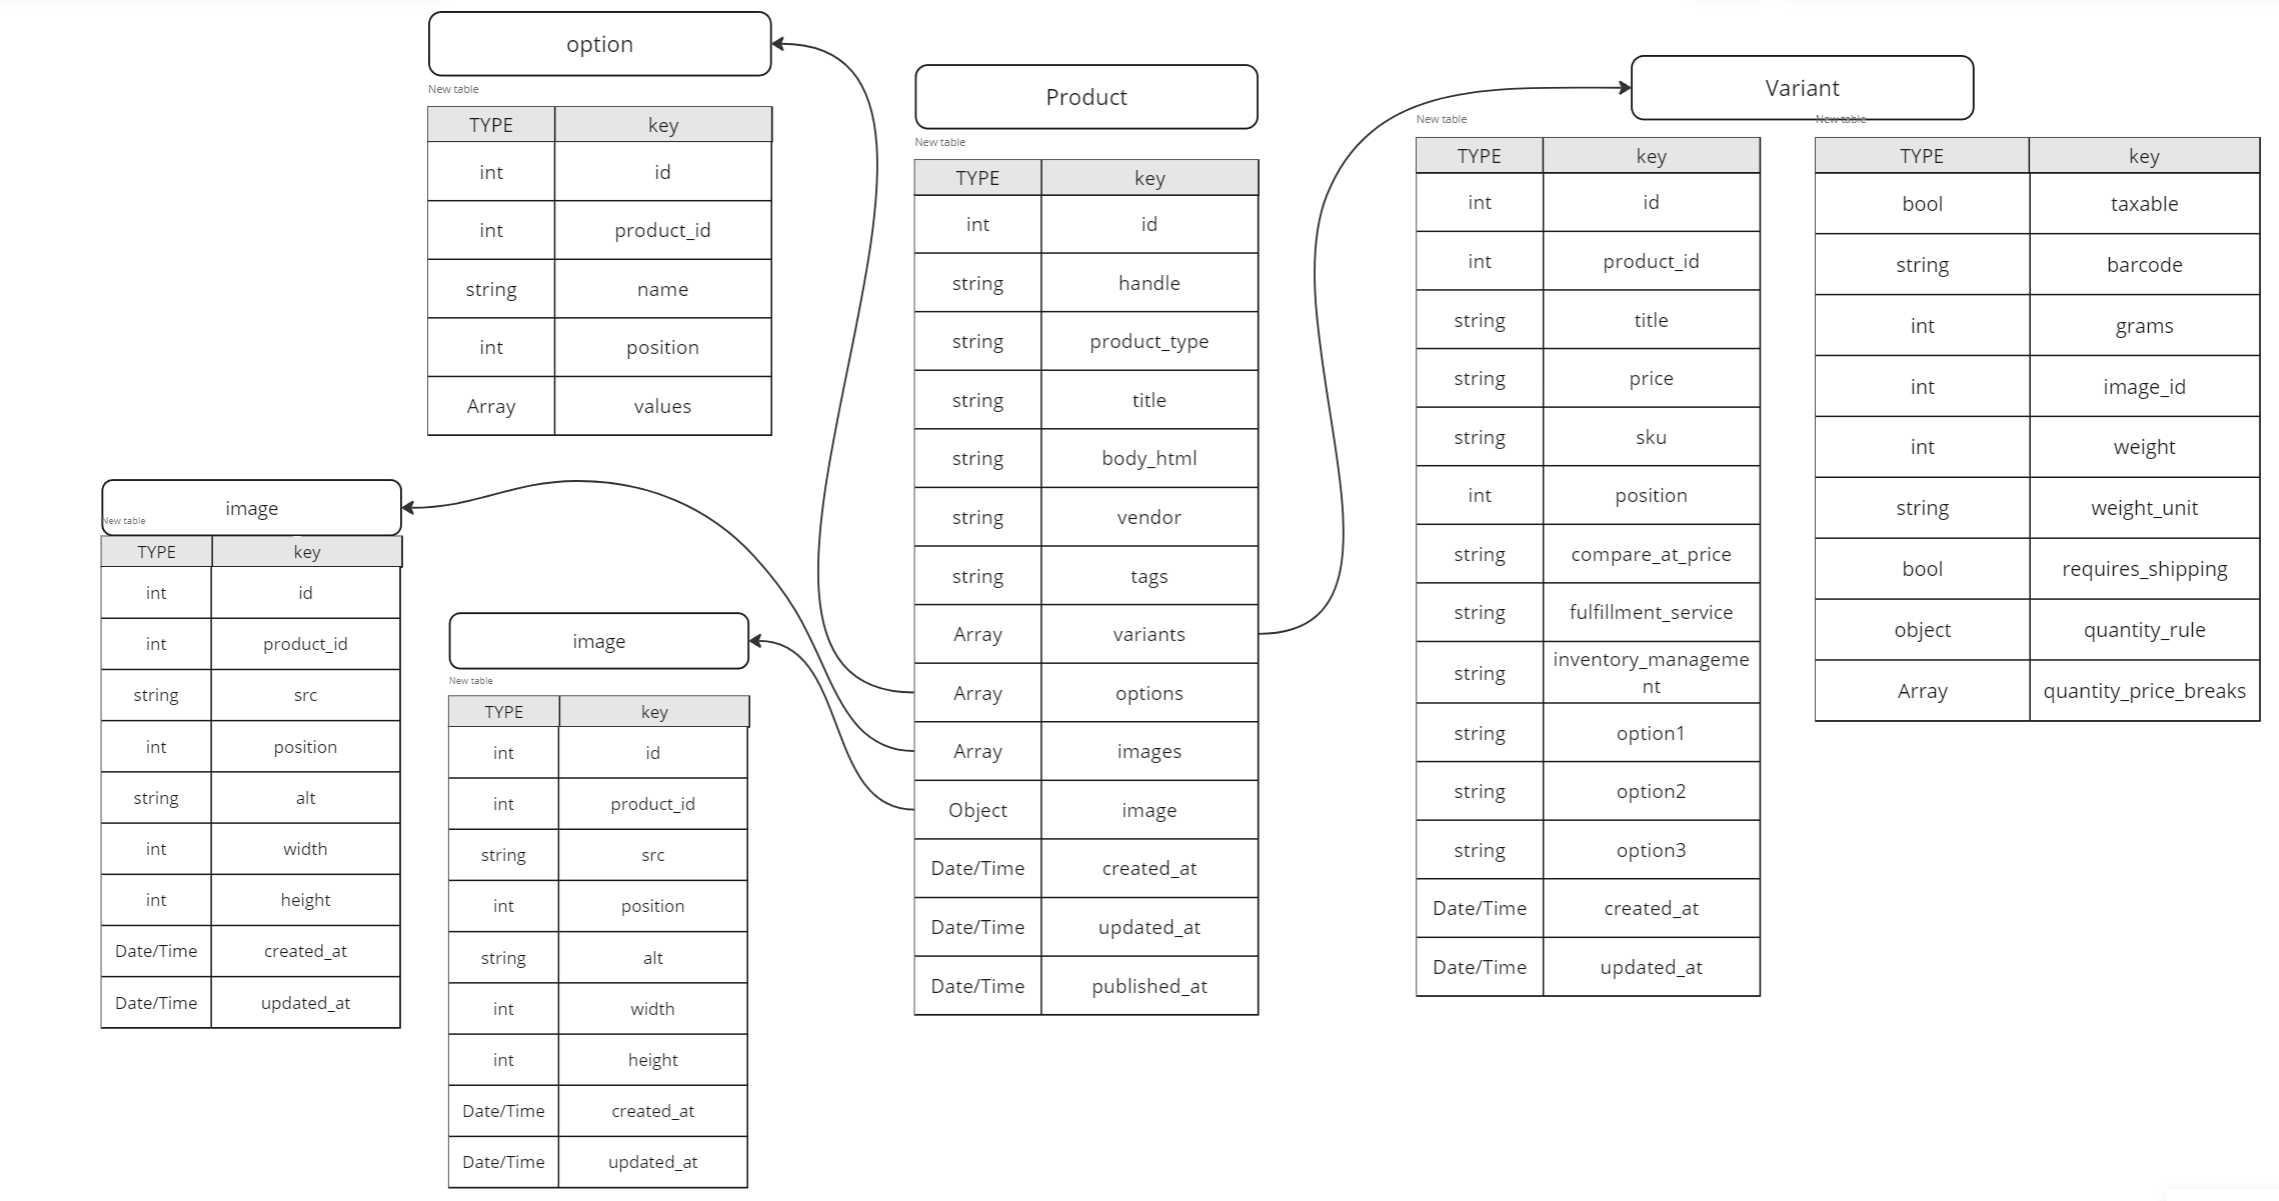 option
New table
TYPE key
int id
int product_id
string name
int position
Array values
image
New table
TYPE key
int id
int product_id
string src
int position
string alt
int width
int height
Date/Time created_at
Date/Time updated_at
image
New table
TYPE key
int id
int product_id
string src
int position
string alt
int width
int height
Date/Time created_at
Date/Time updated_at
Product
New table
TYPE key
int id
string handle
string product_type
string title
string body_html
string vendor
string tags
Array variants
Array options
Array images
Object image
Date/Time created_at
Date/Time updated_at
Date/Time published_at
Variant
New table
TYPE key
int id
int product_id
string title
string price
string sku
int position
string compare_at_price
string fulfillment_service
string inventory_manageme
nt
string option1
string option2
string option3
Date/Time created_at
Date/Time updated_at
New table
TYPE key
bool taxable
string barcode
int grams
int image_id
int weight
string weight_unit
bool requires_shipping
object quantity_rule
Array quantity_price_breaks